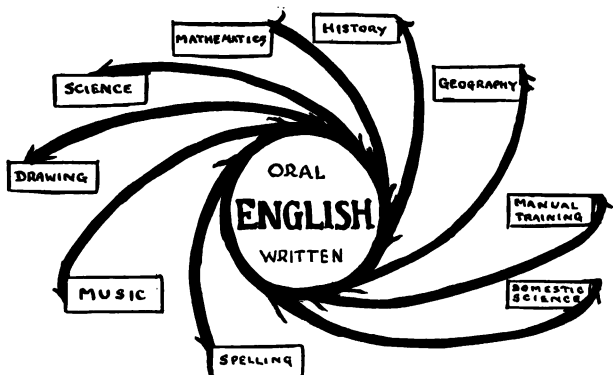 MATHEMATICS
HISTORY
GEOGRAPHY
SCIENCE
DRAWING
ORAL
ENGLISH
WRITTEN
MANUAL
TRAINING
MUSIC
DOMESTIC
SCIENCE
SPELLING